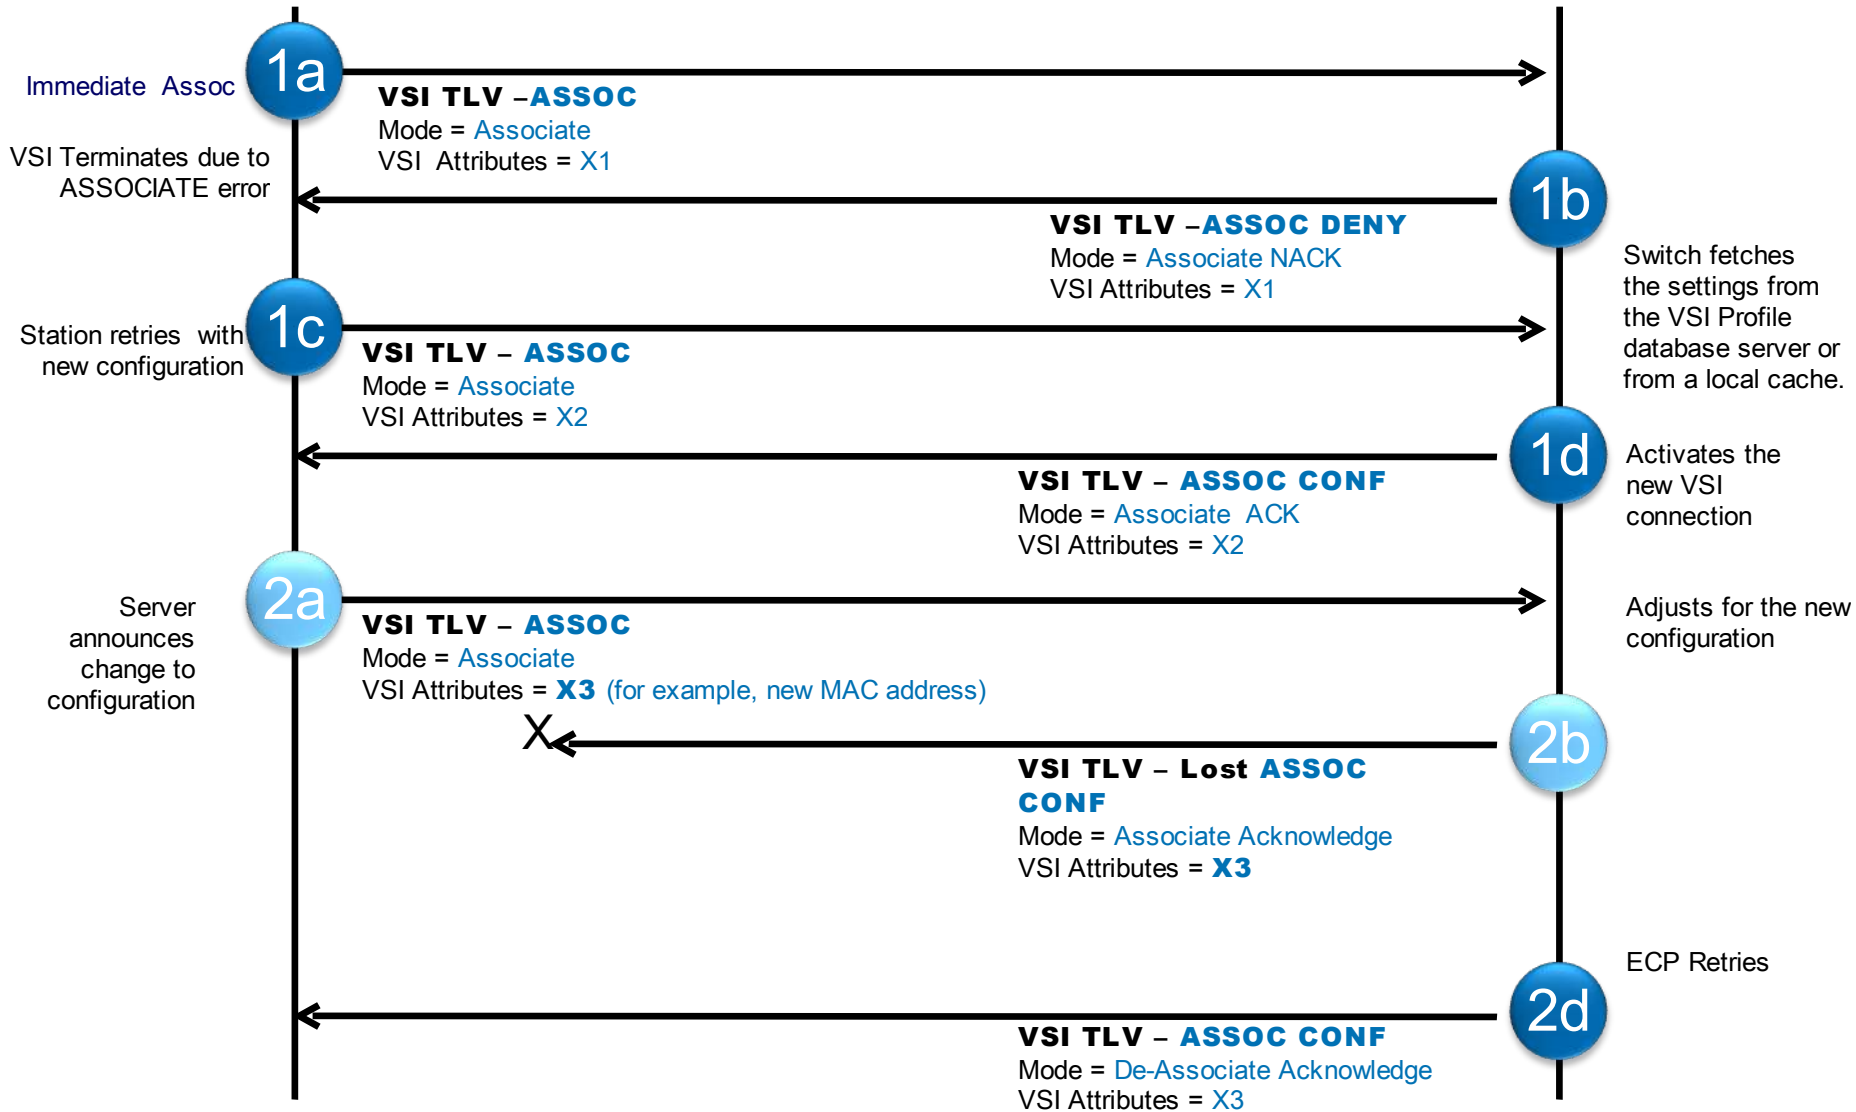 1a
Immediate Assoc
VSI TLV –ASSOC
Mode = Associate
VSI Attributes = X1
VSI Terminates due to
ASSOCIATE error
1b
VSI TLV –ASSOC DENY
Mode = Associate NACK
VSI Attributes = X1
Switch fetches
the settings from
the VSI Profile
database server or
from a local cache.
1c
Station retries with
new configuration
VSI TLV – ASSOC
Mode = Associate
VSI Attributes = X2
1d
VSI TLV – ASSOC CONF
Mode = Associate ACK
VSI Attributes = X2
Activates the
new VSI
connection
2a
Server
announces
change to
configuration
VSI TLV – ASSOC
Mode = Associate
VSI Attributes = X3 (for example, new MAC address)
Adjusts for the new
configuration
X
2b
VSI TLV – Lost ASSOC
CONF
Mode = Associate Acknowledge
VSI Attributes = X3
ECP Retries
2d
VSI TLV – ASSOC CONF
Mode = De-Associate Acknowledge
VSI Attributes = X3